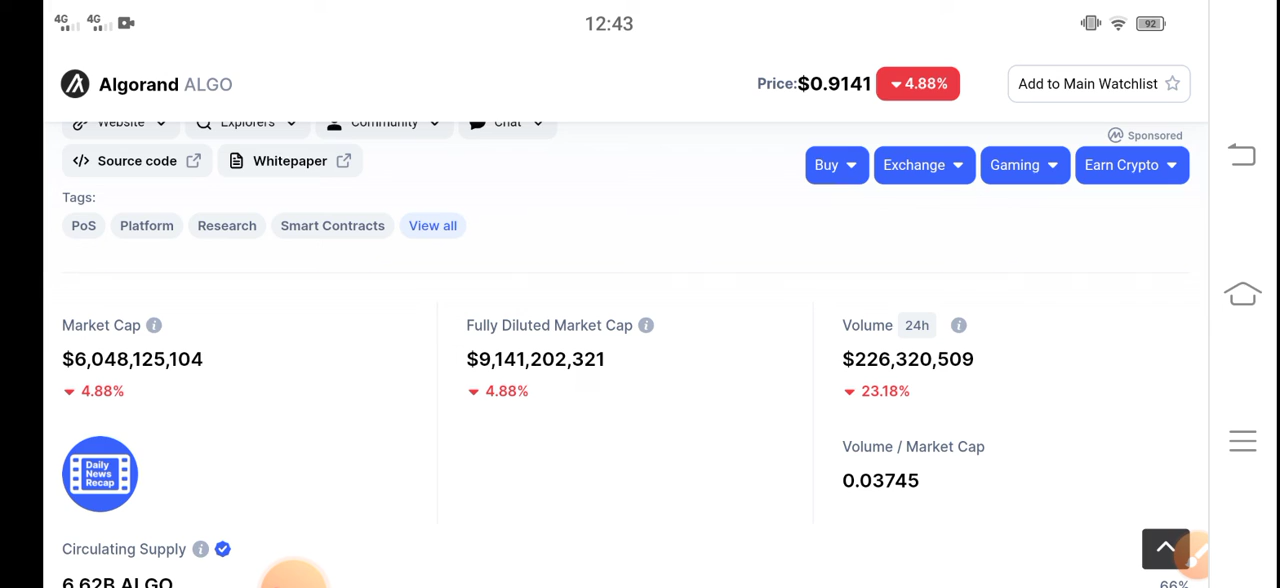 4G 4G 12:43 92
Algorand ALGO Price:$0.9141 4.88% Add to Main Watchlist
Website Explorers Community Chat Sponsored
Source code Whitepaper Buy Exchange Gaming Earn Crypto
Tags:
PoS Platform Research Smart Contracts View all
Market Cap Fully Diluted Market Cap Volume 24h
$6,048,125,104 $9,141,202,321 $226,320,509
4.88% 4.88% 23.18%
Daily
News
Recap
Volume / Market Cap
0.03745
Circulating Supply
6.62B ALGO
66%